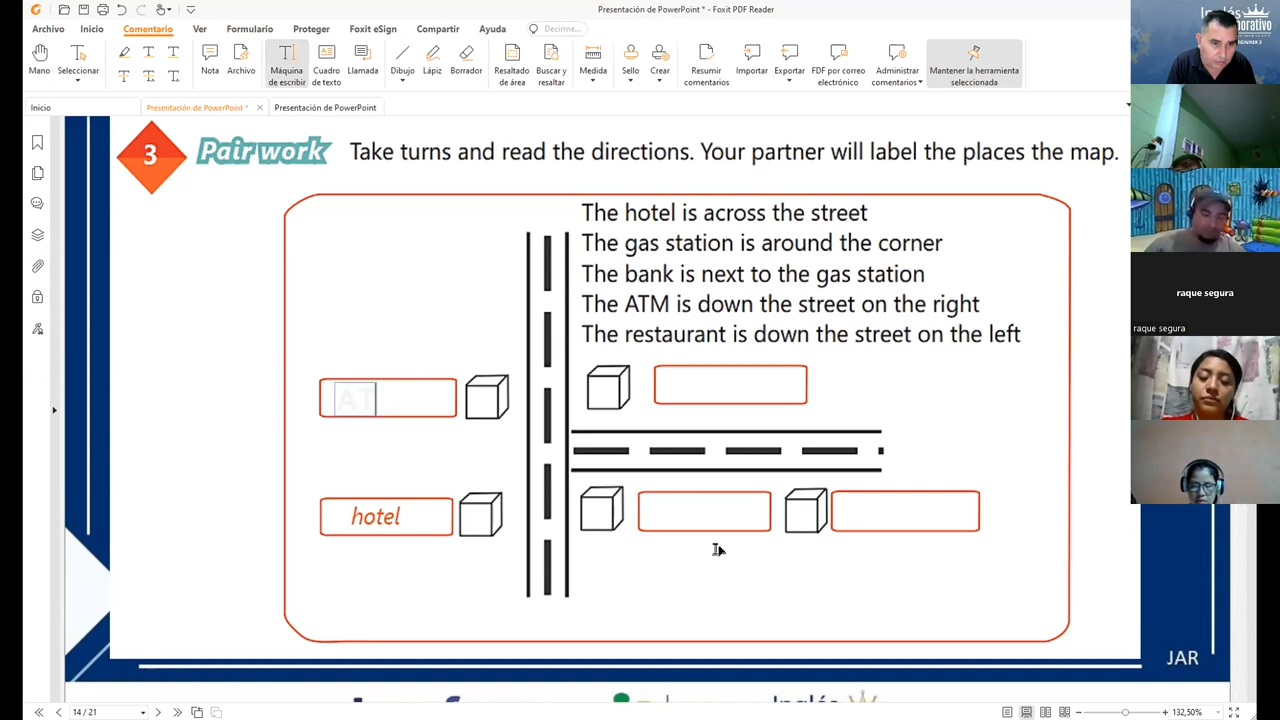 Presentación de PowerPoint * - Foxit PDF Reader
Archivo Inicio Comentario Ver Formulario Proteger Foxit eSign Compartir Ayuda Decirme...
Mano Seleccionar Nota Archivo Máquina de escribir Cuadro de texto Llamada Dibujo Lápiz Borrador Resaltado de área Buscar y resaltar Medida Sello Crear Resumir comentarios Importar Exportar PDF por correo electrónico Administrar comentarios Mantener la herramienta seleccionada
Inicio Presentación de PowerPoint * Presentación de PowerPoint
3 Pair work Take turns and read the directions. Your partner will label the places the map.
The hotel is across the street
The gas station is around the corner
The bank is next to the gas station
The ATM is down the street on the right
The restaurant is down the street on the left
AT
hotel
JAR
raque segura
raque segura
14 / 21
132,50%